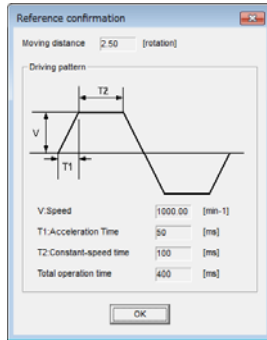 Reference confirmation
Moving distance 2.50 [rotation]
Driving pattern
T2
V
T1
V:Speed 1000.00 [min-1]
T1:Acceleration Time 50 [ms]
T2:Constant-speed time 100 [ms]
Total operation time 400 [ms]
OK